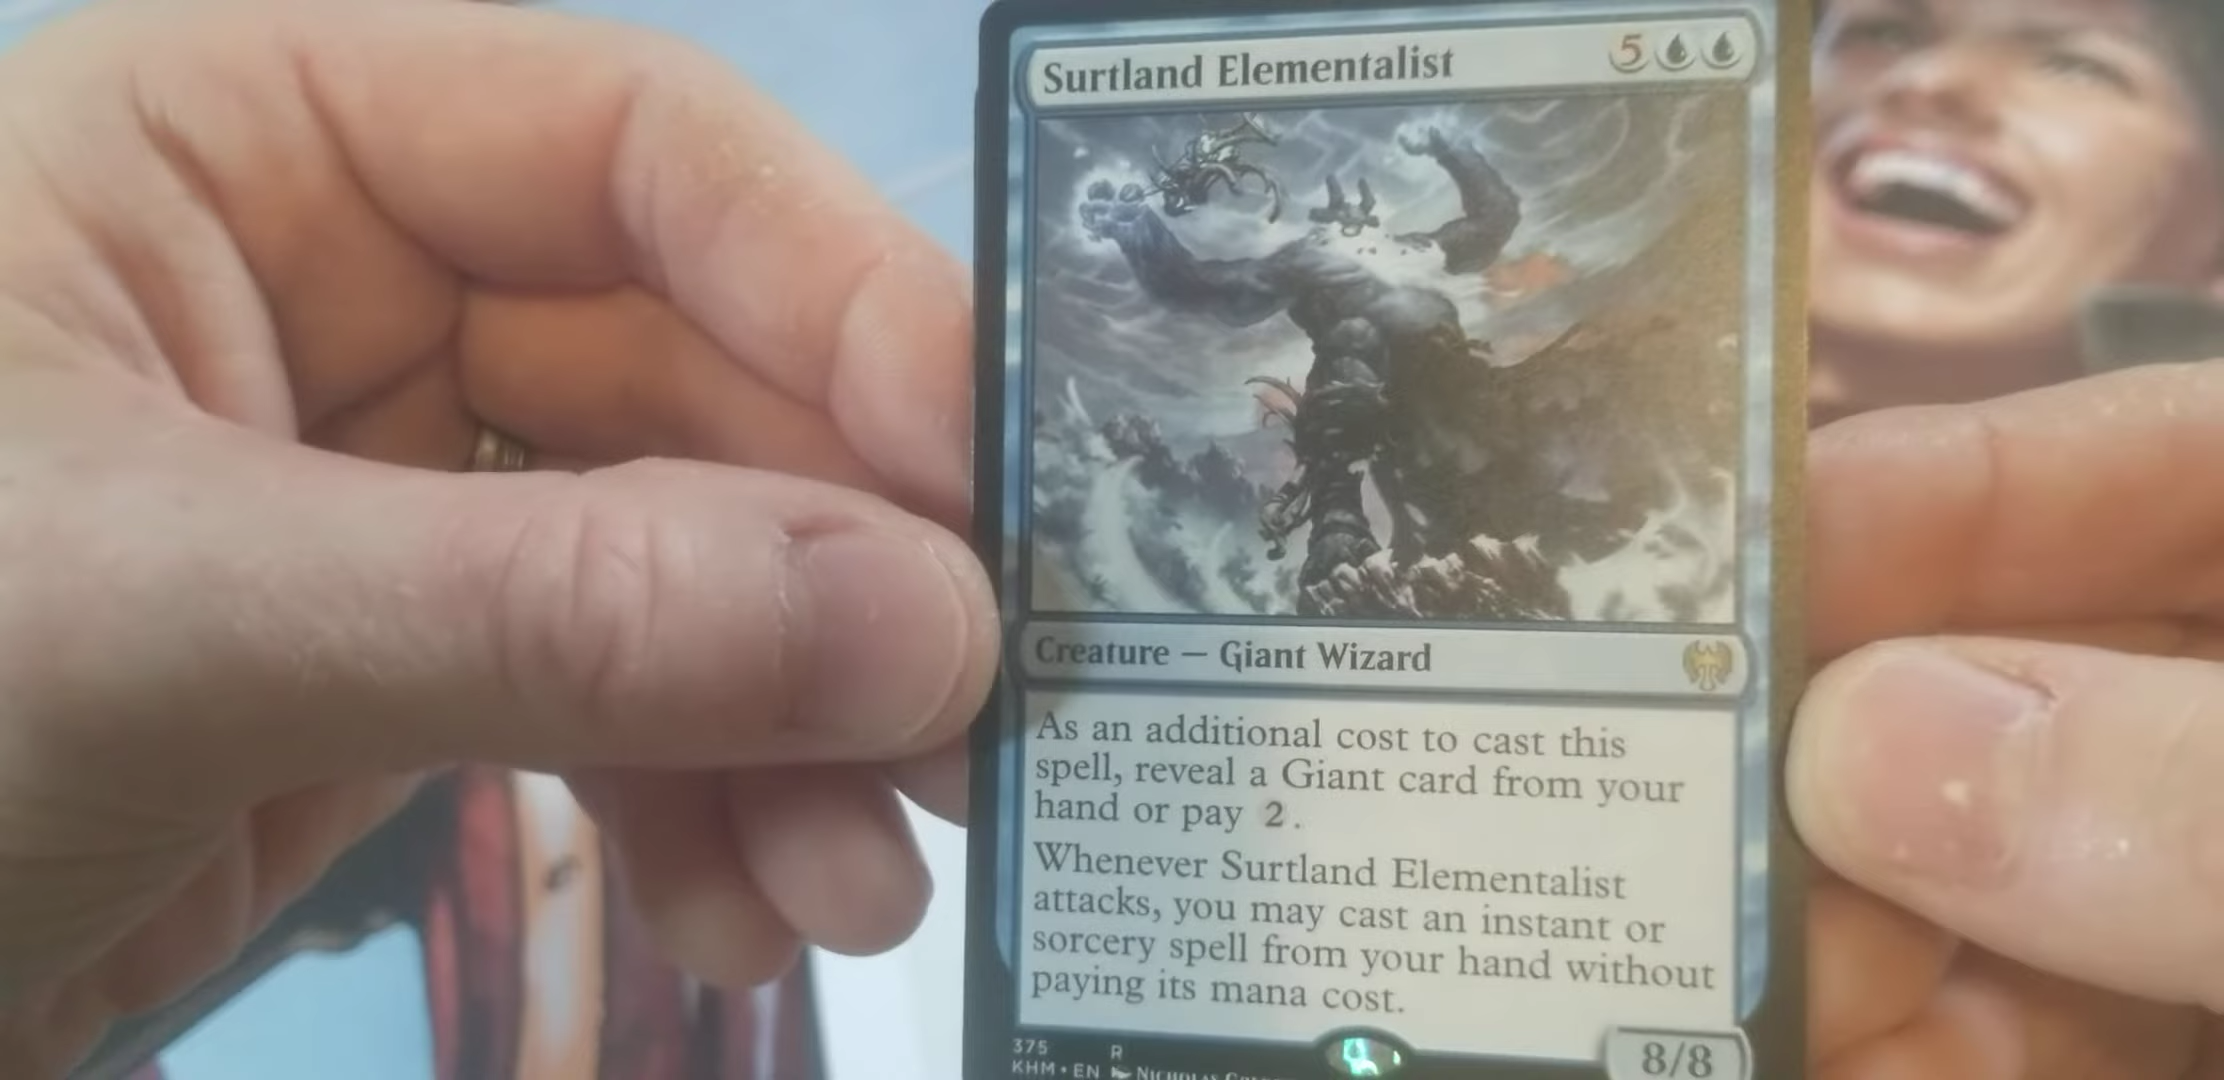 Surtland Elementalist 5
Creature — Giant Wizard
As an additional cost to cast this
spell, reveal a Giant card from your
hand or pay 2.
Whenever Surtland Elementalist
attacks, you may cast an instant or
sorcery spell from your hand without
paying its mana cost.
8/8
375 R
KHM • EN NICHOLAS